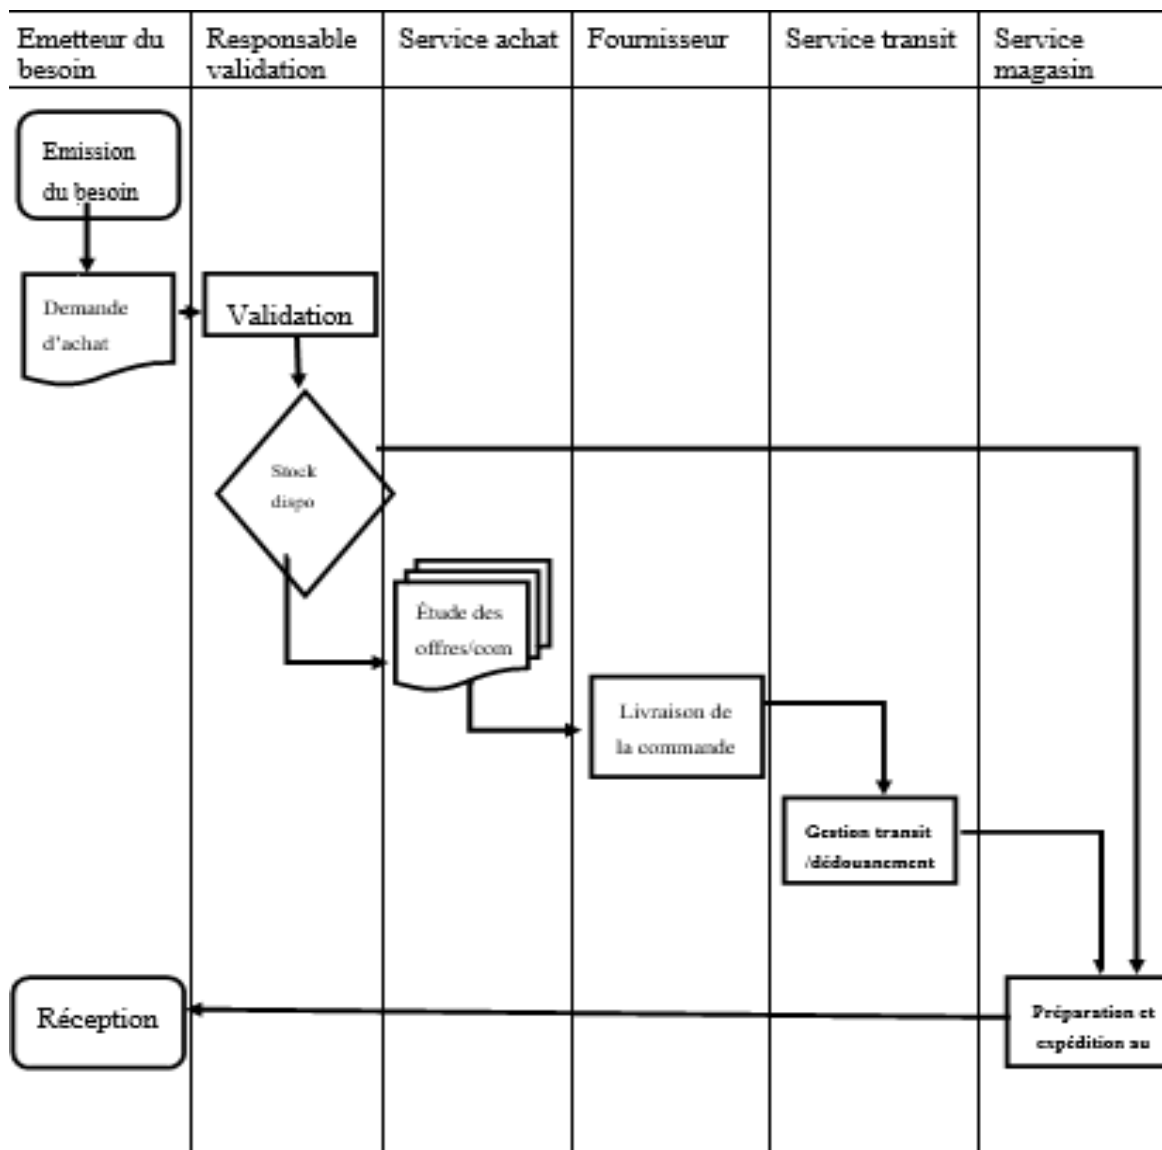 Emetteur du
besoin
Responsable
validation
Service achat
Fournisseur
Service transit
Service
magasin
Emission
du besoin
Demande
d'achat
Validation
Stock
dispo
Étude des
offres/com
Livraison de
la commande
Gestion transit
/dédouanement
Réception
Préparation et
expédition au